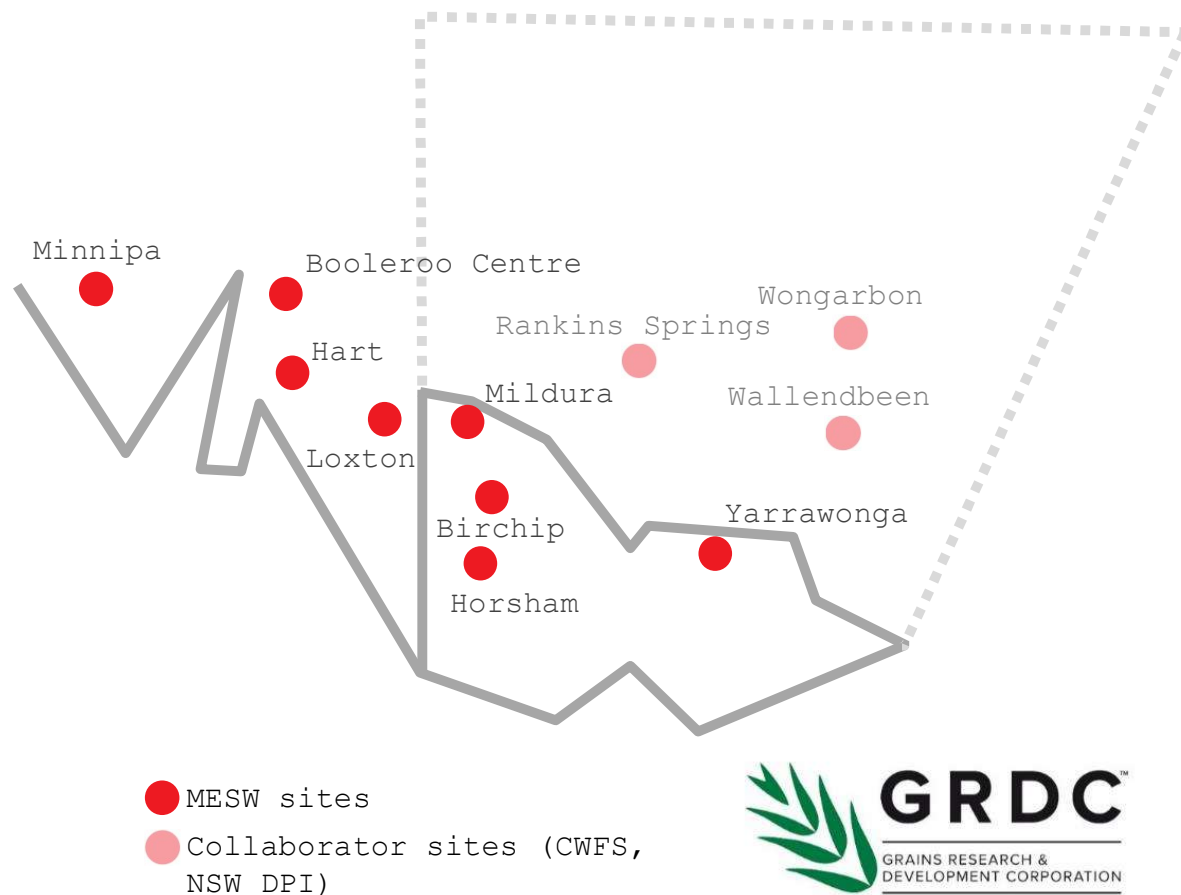 Minnipa
Booleroo Centre
Wongarbon
Rankins Springs
Hart
Mildura
Wallendbeen
Loxton
Birchip
Yarrawonga
Horsham
MESW sites
Collaborator sites (CWFS,
NSW DPI)
GRDC™
GRAINS RESEARCH &
DEVELOPMENT CORPORATION